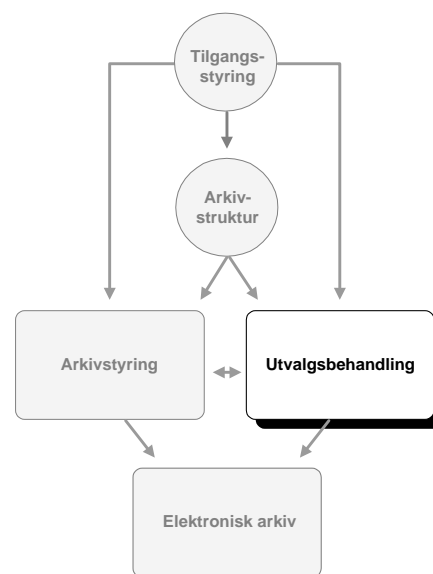 Tilgangs-
styring
Arkiv-
struktur
Arkivstyring
Utvalgsbehandling
Elektronisk arkiv